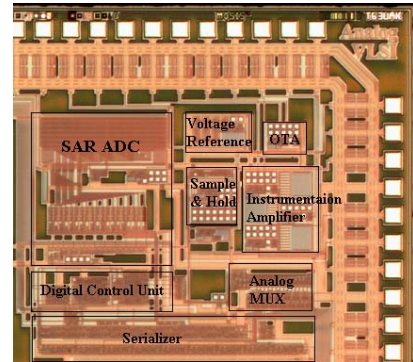 Analog
VLSI
Voltage
Reference
SAR ADC
OTA
Sample
& Hold
Instrumentaion
Amplifier
Analog
MUX
Digital Control Unit
Serializer